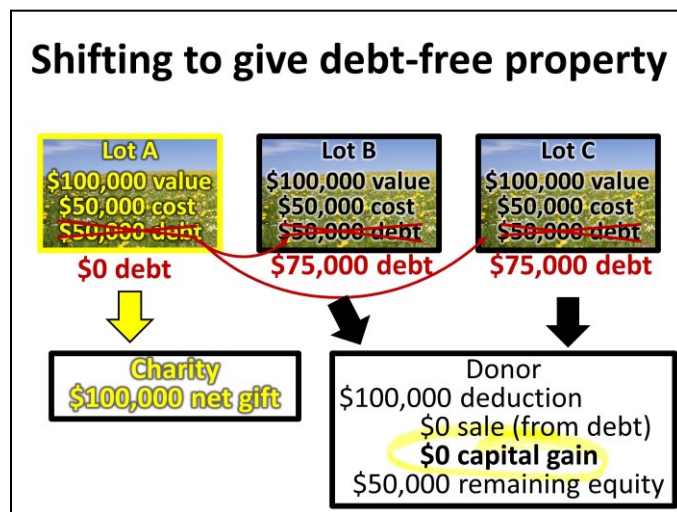 Shifting to give debt-free property
Lot A
$100,000 value
$50,000 cost
$50,000 debt
$0 debt
Lot B
$100,000 value
$50,000 cost
$50,000 debt
$75,000 debt
Lot C
$100,000 value
$50,000 cost
$50,000 debt
$75,000 debt
Charity
$100,000 net gift
Donor
$100,000 deduction
$0 sale (from debt)
$0 capital gain
$50,000 remaining equity